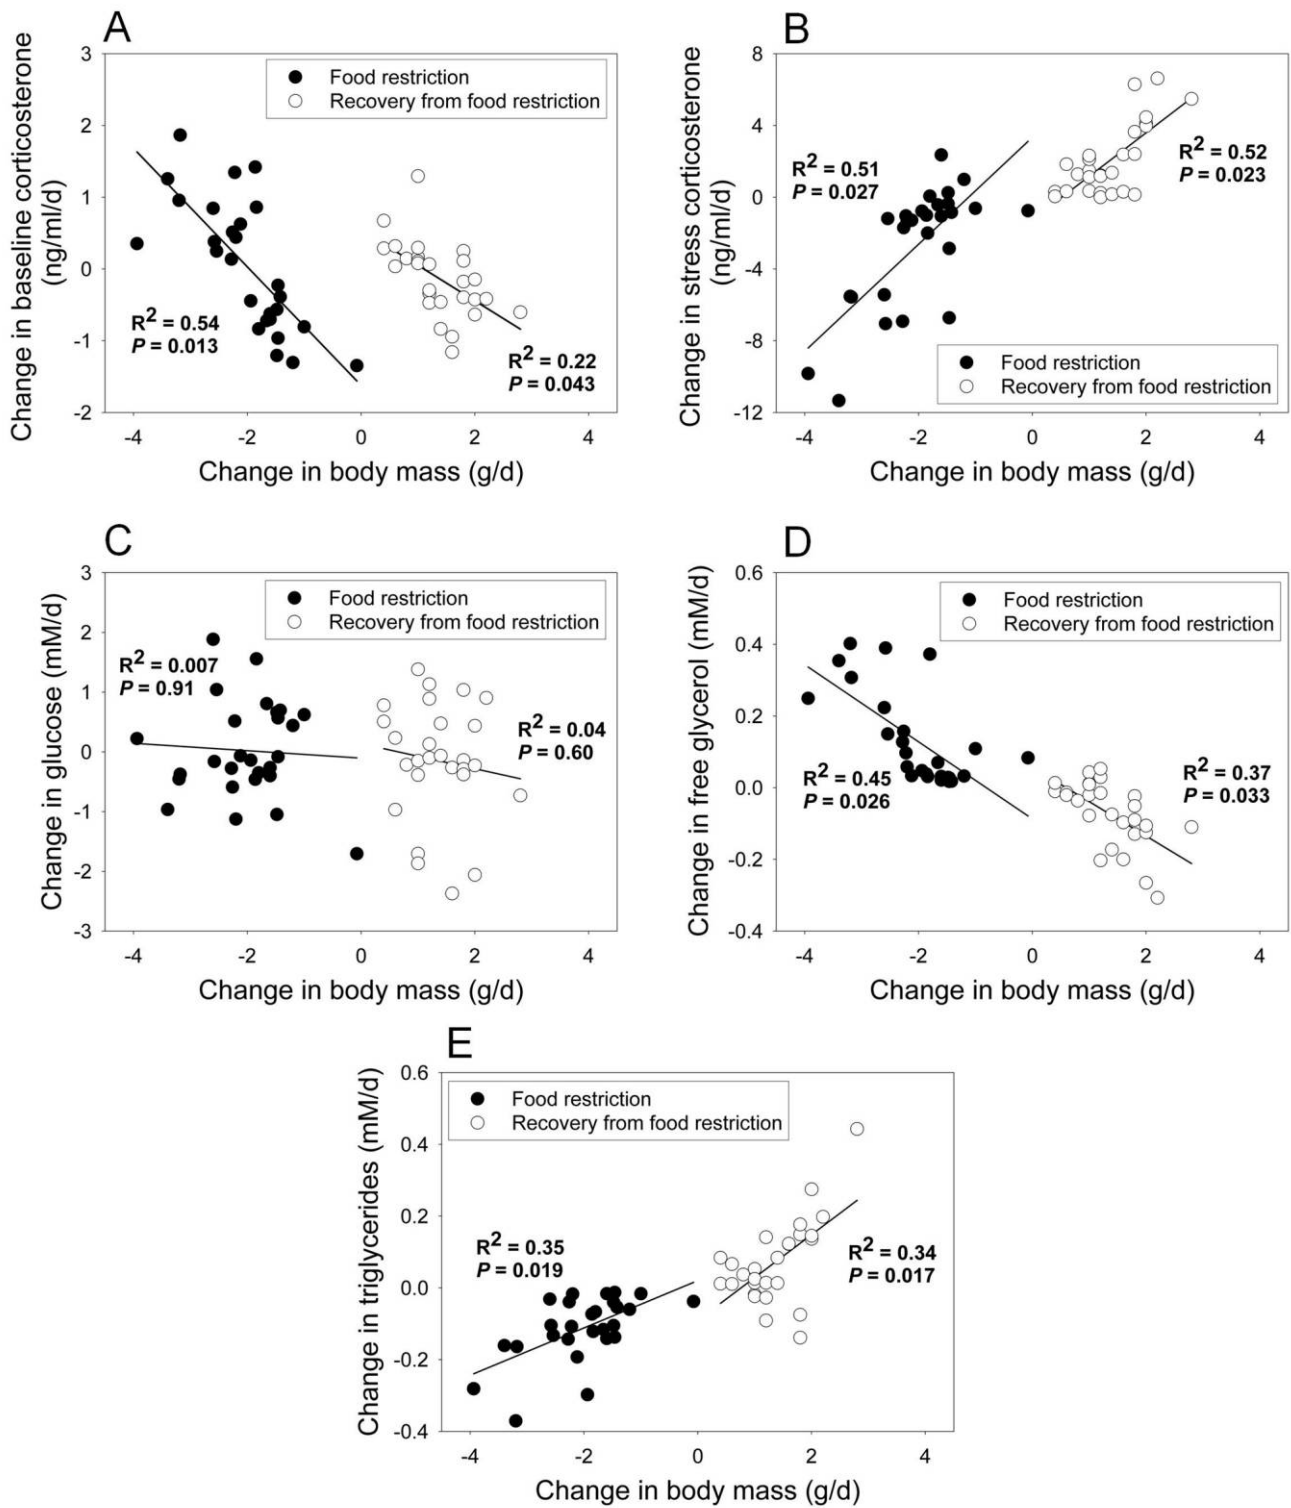 A
Change in baseline corticosterone
(ng/ml/d)
3
2
1
0
-1
-2
Food restriction
Recovery from food restriction
R2 = 0.54
P = 0.013
R2 = 0.22
P = 0.043
-4
-2
0
2
4
Change in body mass (g/d)
B
Change in stress corticosterone
(ng/ml/d)
8
4
0
-4
-8
-12
R2 = 0.51
P = 0.027
R2 = 0.52
P = 0.023
Food restriction
Recovery from food restriction
-4
-2
0
2
4
Change in body mass (g/d)
C
Change in glucose (mM/d)
3
2
1
0
-1
-2
-3
Food restriction
Recovery from food restriction
R2 = 0.007
P = 0.91
R2 = 0.04
P = 0.60
-4
-2
0
2
4
Change in body mass (g/d)
D
Change in free glycerol (mM/d)
0.6
0.4
0.2
0.0
-0.2
-0.4
Food restriction
Recovery from food restriction
R2 = 0.45
P = 0.026
R2 = 0.37
P = 0.033
-4
-2
0
2
4
Change in body mass (g/d)
E
Change in triglycerides (mM/d)
0.6
0.4
0.2
0.0
-0.2
-0.4
Food restriction
Recovery from food restriction
R2 = 0.35
P = 0.019
R2 = 0.34
P = 0.017
-4
-2
0
2
4
Change in body mass (g/d)